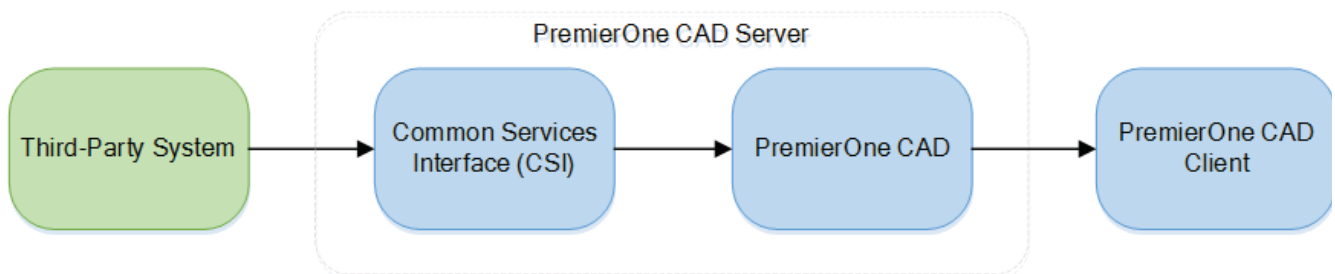 PremierOne CAD Server
Third-Party System
Common Services
Interface (CSI)
PremierOne CAD
PremierOne CAD
Client